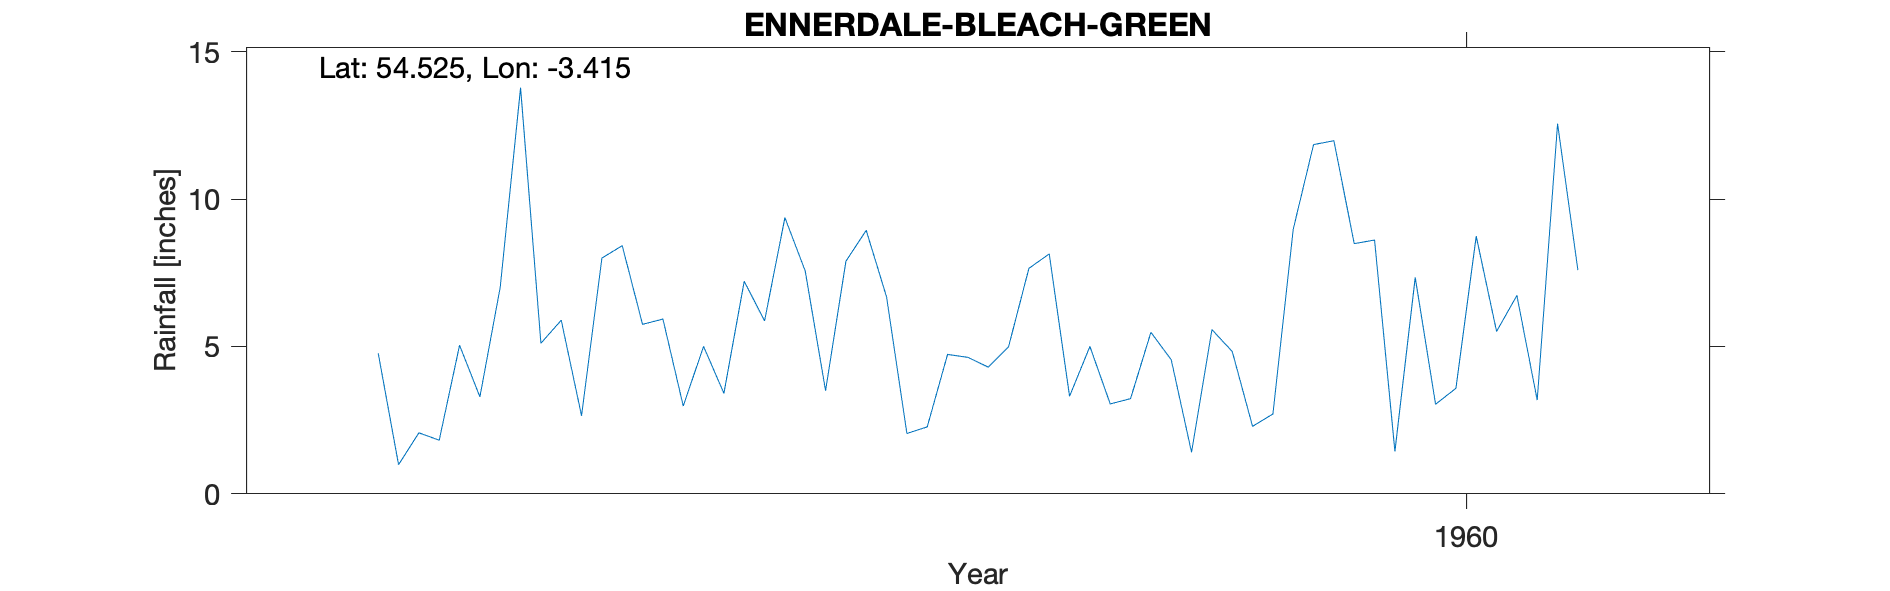 ENNERDALE-BLEACH-GREEN
Lat: 54.525, Lon: -3.415
15
10
5
0
Rainfall [inches]
1960
Year